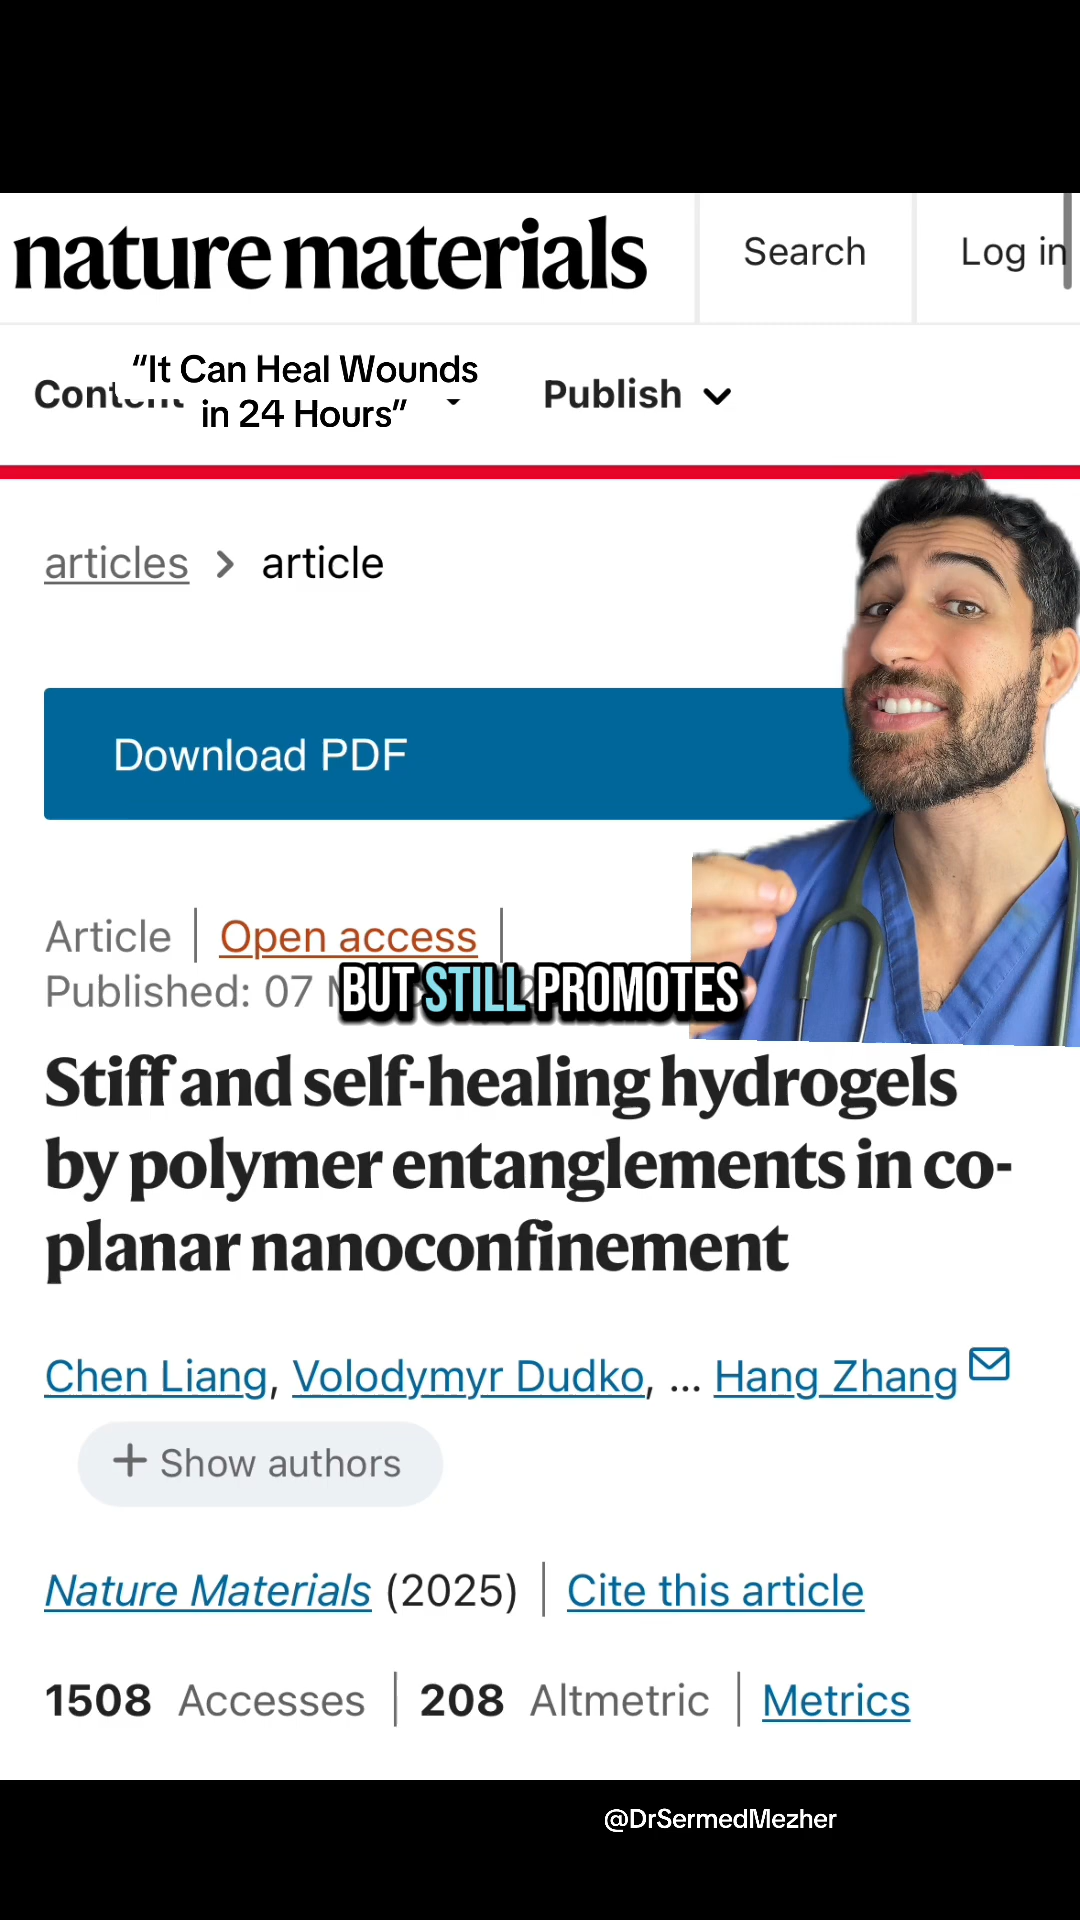 nature materials
Search
Log in
“It Can Heal Wounds
in 24 Hours”
Publish
articles > article
Download PDF
Article | Open access |
Published: 07
BUT STILL PROMOTES
Stiff and self-healing hydrogels
by polymer entanglements in co-
planar nanoconfinement
Chen Liang, Volodymyr Dudko, ... Hang Zhang
+ Show authors
Nature Materials (2025) | Cite this article
1508 Accesses | 208 Altmetric | Metrics
@DrSermedMezher